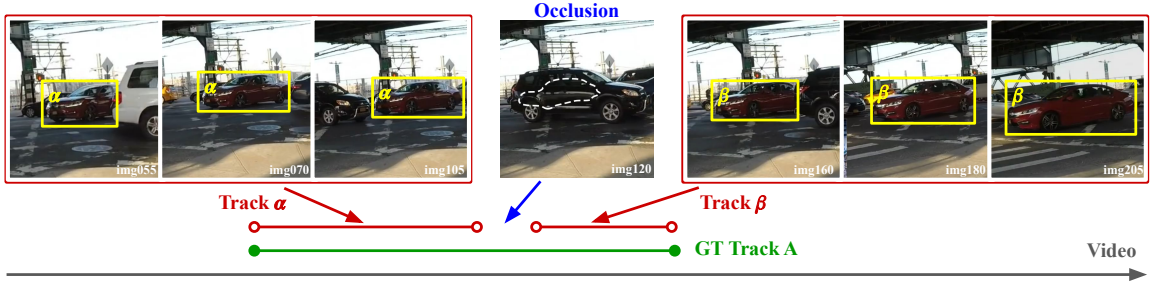 Occlusion
α
α
α
β
β
β
img055
img070
img105
img120
img160
img180
img205
Track α
Track β
GT Track A
Video